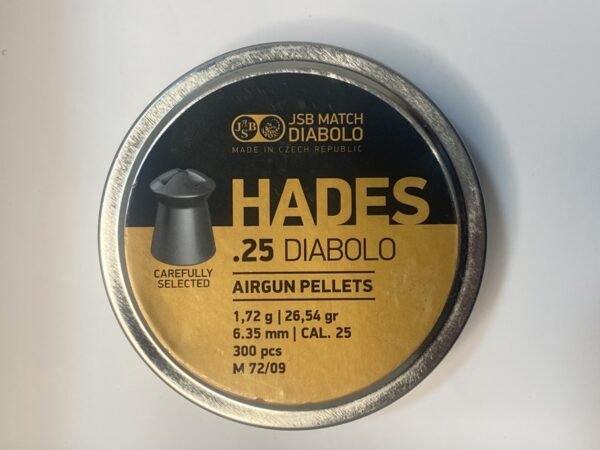 JSB
JSB MATCH
DIABOLO
MADE IN CZECH REPUBLIC
HADES
.25 DIABOLO
CAREFULLY
SELECTED
AIRGUN PELLETS
1,72 g | 26,54 gr
6.35 mm | CAL. 25
300 pcs
M 72/09